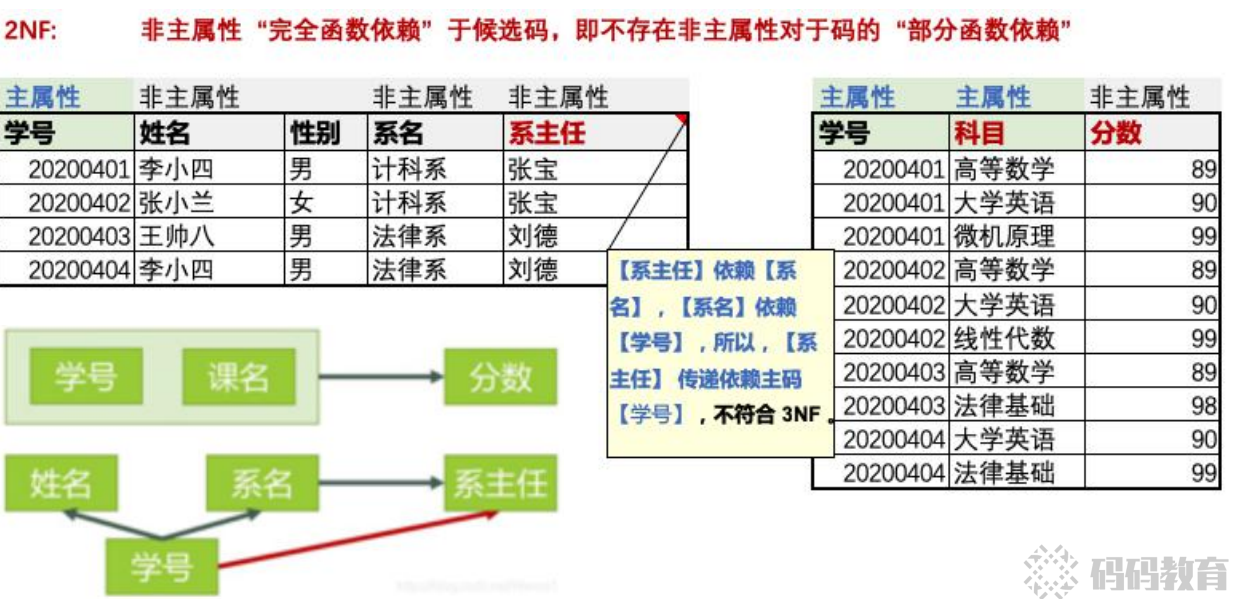 2NF: 非主属性“完全函数依赖”于候选码，即不存在非主属性对于码的“部分函数依赖”
主属性 非主属性 非主属性 非主属性
学号 姓名 性别 系名 系主任
20200401 李小四 男 计科系 张宝
20200402 张小兰 女 计科系 张宝
20200403 王帅八 男 法律系 刘德
20200404 李小四 男 法律系 刘德
【系主任】依赖【系
名】，【系名】依赖
【学号】，所以，【系
主任】 传递依赖主码
【学号】，不符合 3NF 。
主属性 主属性 非主属性
学号 科目 分数
20200401 高等数学 89
20200401 大学英语 90
20200401 微机原理 99
20200402 高等数学 89
20200402 大学英语 90
20200402 线性代数 99
20200403 高等数学 89
20200403 法律基础 98
20200404 大学英语 90
20200404 法律基础 99
学号 课名 分数
姓名 系名 系主任
学号
码码教育